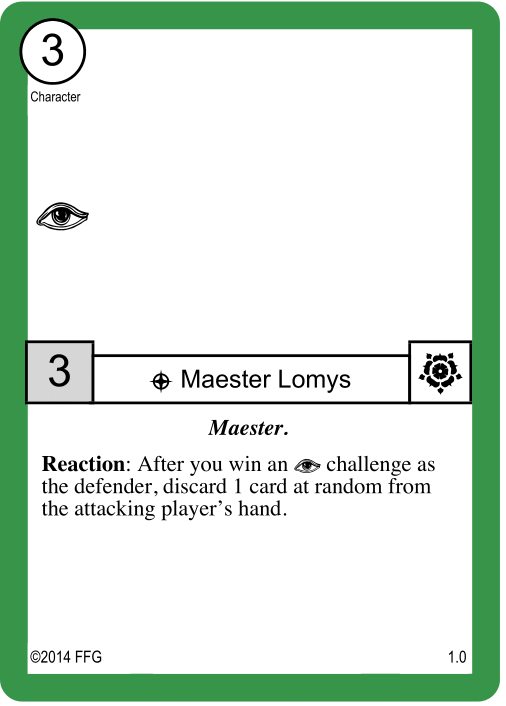 3
Character
3
Maester Lomys
Maester.
Reaction: After you win an challenge as
the defender, discard 1 card at random from
the attacking player's hand.
©2014 FFG
1.0